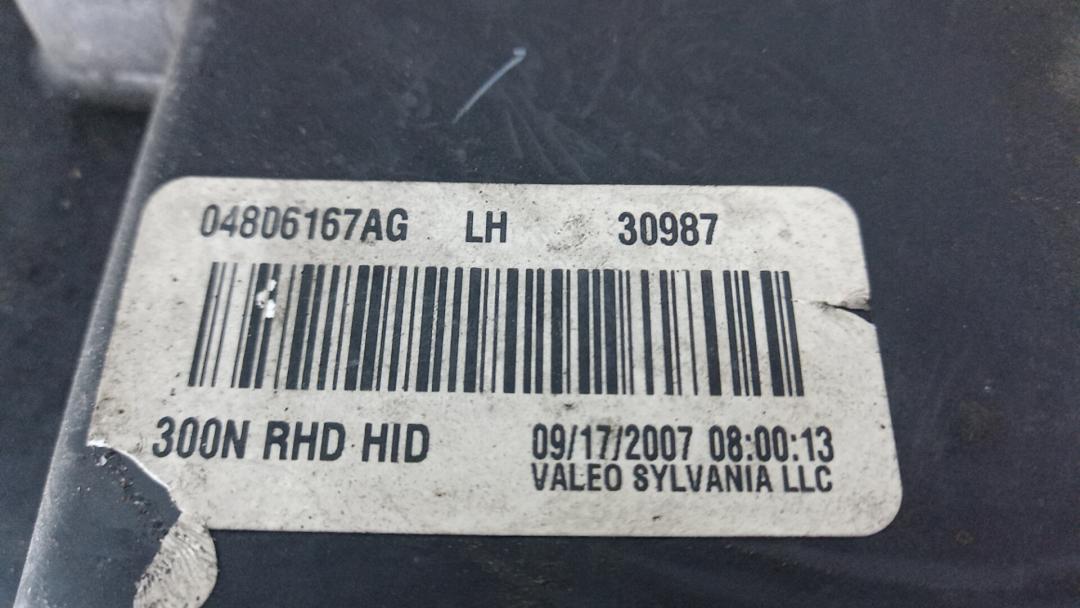 04806167AG LH 30987
300N RHD HID 09/17/2007 08:00:13
VALEO SYLVANIA LLC